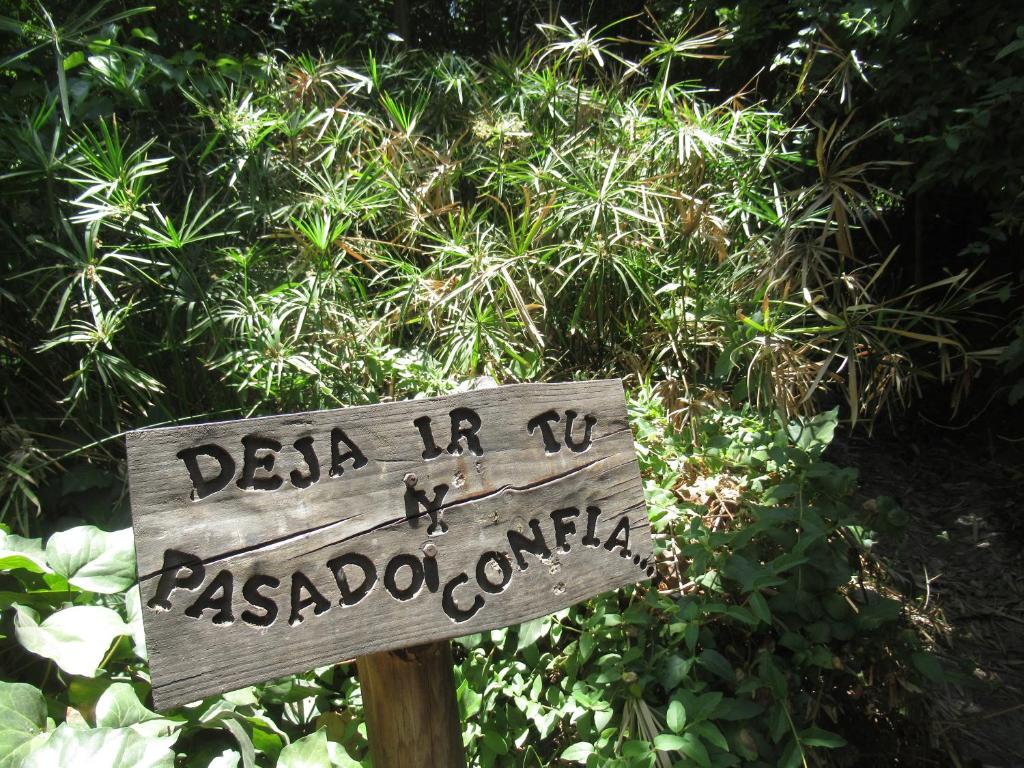 DEJA IR TU
Y
PASADO Y CONFIA...